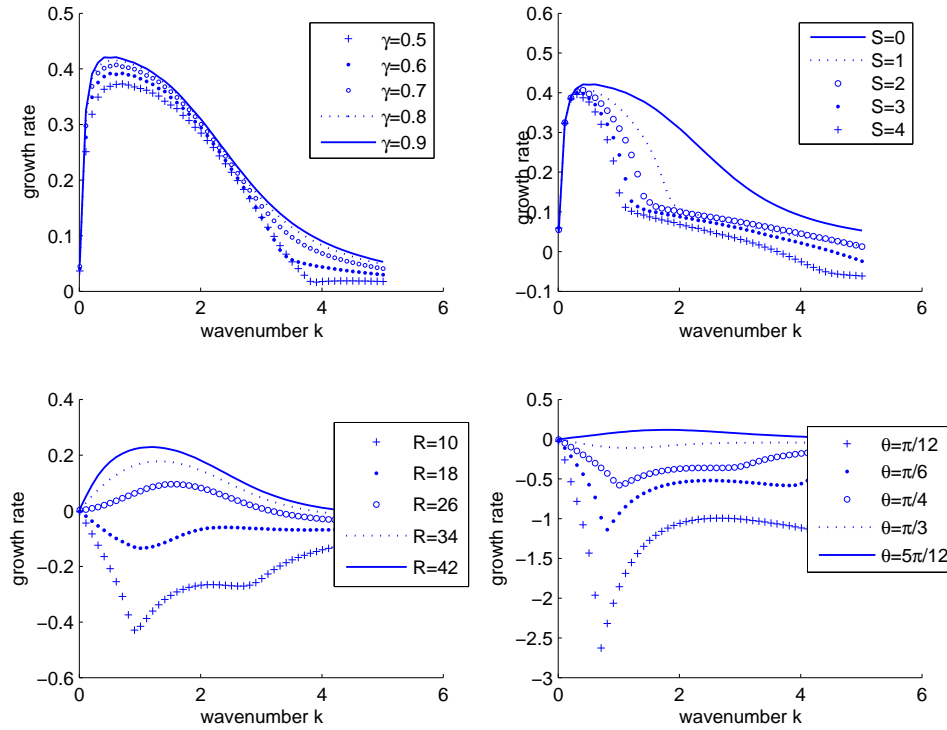 0.5
0.4
0.3
0.2
0.1
0
0 2 4 6
growth rate
wavenumber k
γ=0.5
γ=0.6
γ=0.7
γ=0.8
γ=0.9
0.5
0.4
0.3
0.2
0.1
0
−0.1
0 2 4 6
growth rate
wavenumber k
S=0
S=1
S=2
S=3
S=4
0.4
0.2
0
−0.2
−0.4
−0.6
0 2 4 6
growth rate
wavenumber k
R=10
R=18
R=26
R=34
R=42
0.5
0
−0.5
−1
−1.5
−2
−2.5
−3
0 2 4 6
growth rate
wavenumber k
θ=π/12
θ=π/6
θ=π/4
θ=π/3
θ=5π/12